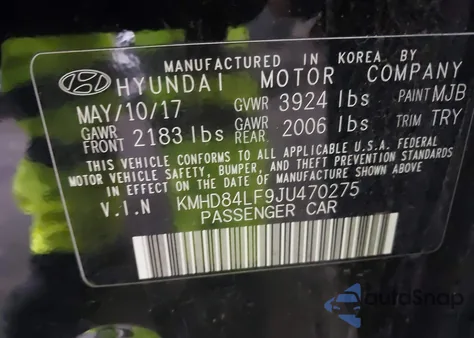 MANUFACTURED IN KOREA BY
HYUNDAI MOTOR COMPANY
MAY/10/17 GVWR 3924 lbs PAINT MJB
GAWR FRONT 2183 lbs GAWR REAR. 2006 lbs TRIM TRY
THIS VEHICLE CONFORMS TO ALL APPLICABLE U.S.A. FEDERAL
MOTOR VEHICLE SAFETY, BUMPER, AND THEFT PREVENTION STANDARDS
IN EFFECT ON THE DATE OF MANUFACTURE SHOWN ABOVE.
V.I.N KMHD84LF9JU470275
PASSENGER CAR
AutoSnap